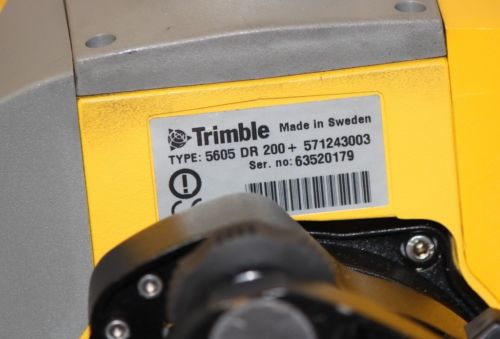 Trimble Made in Sweden
TYPE: 5605 DR 200+ 571243003
Ser. no: 63520179